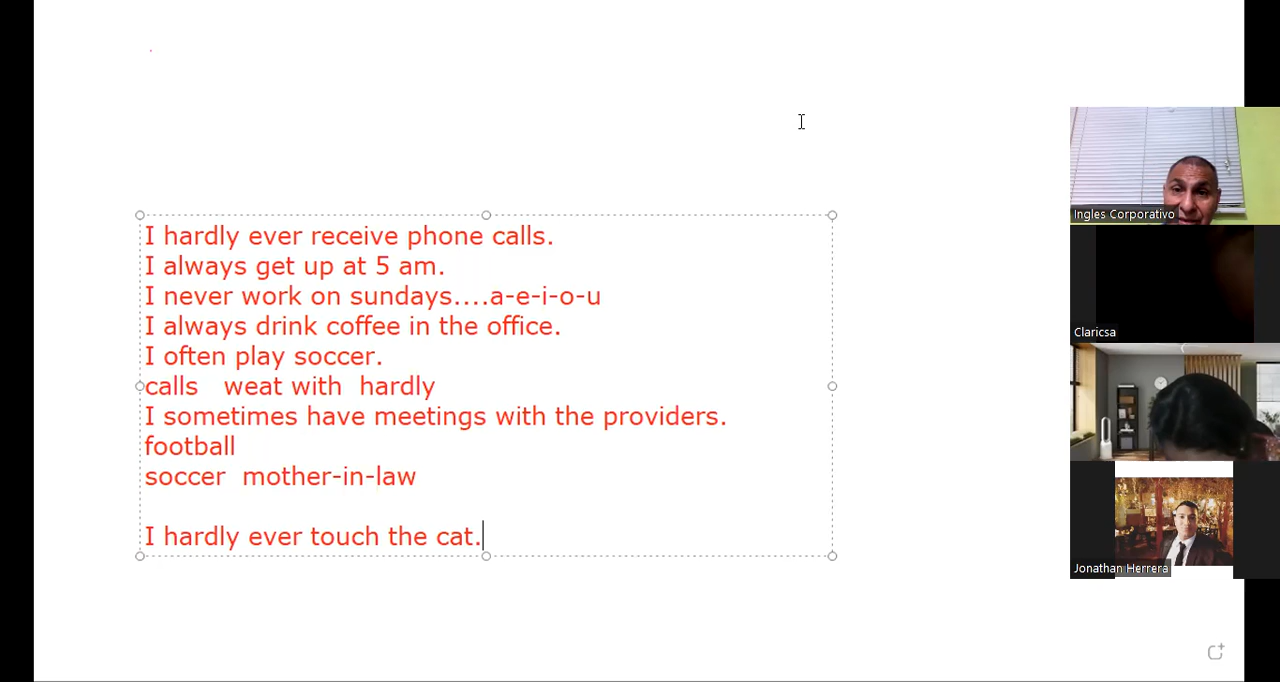 I hardly ever receive phone calls.
I always get up at 5 am.
I never work on sundays....a-e-i-o-u
I always drink coffee in the office.
I often play soccer.
calls weat with hardly
I sometimes have meetings with the providers.
football
soccer mother-in-law
I hardly ever touch the cat.
Ingles Corporativo
Claricsa
Jonathan Herrera